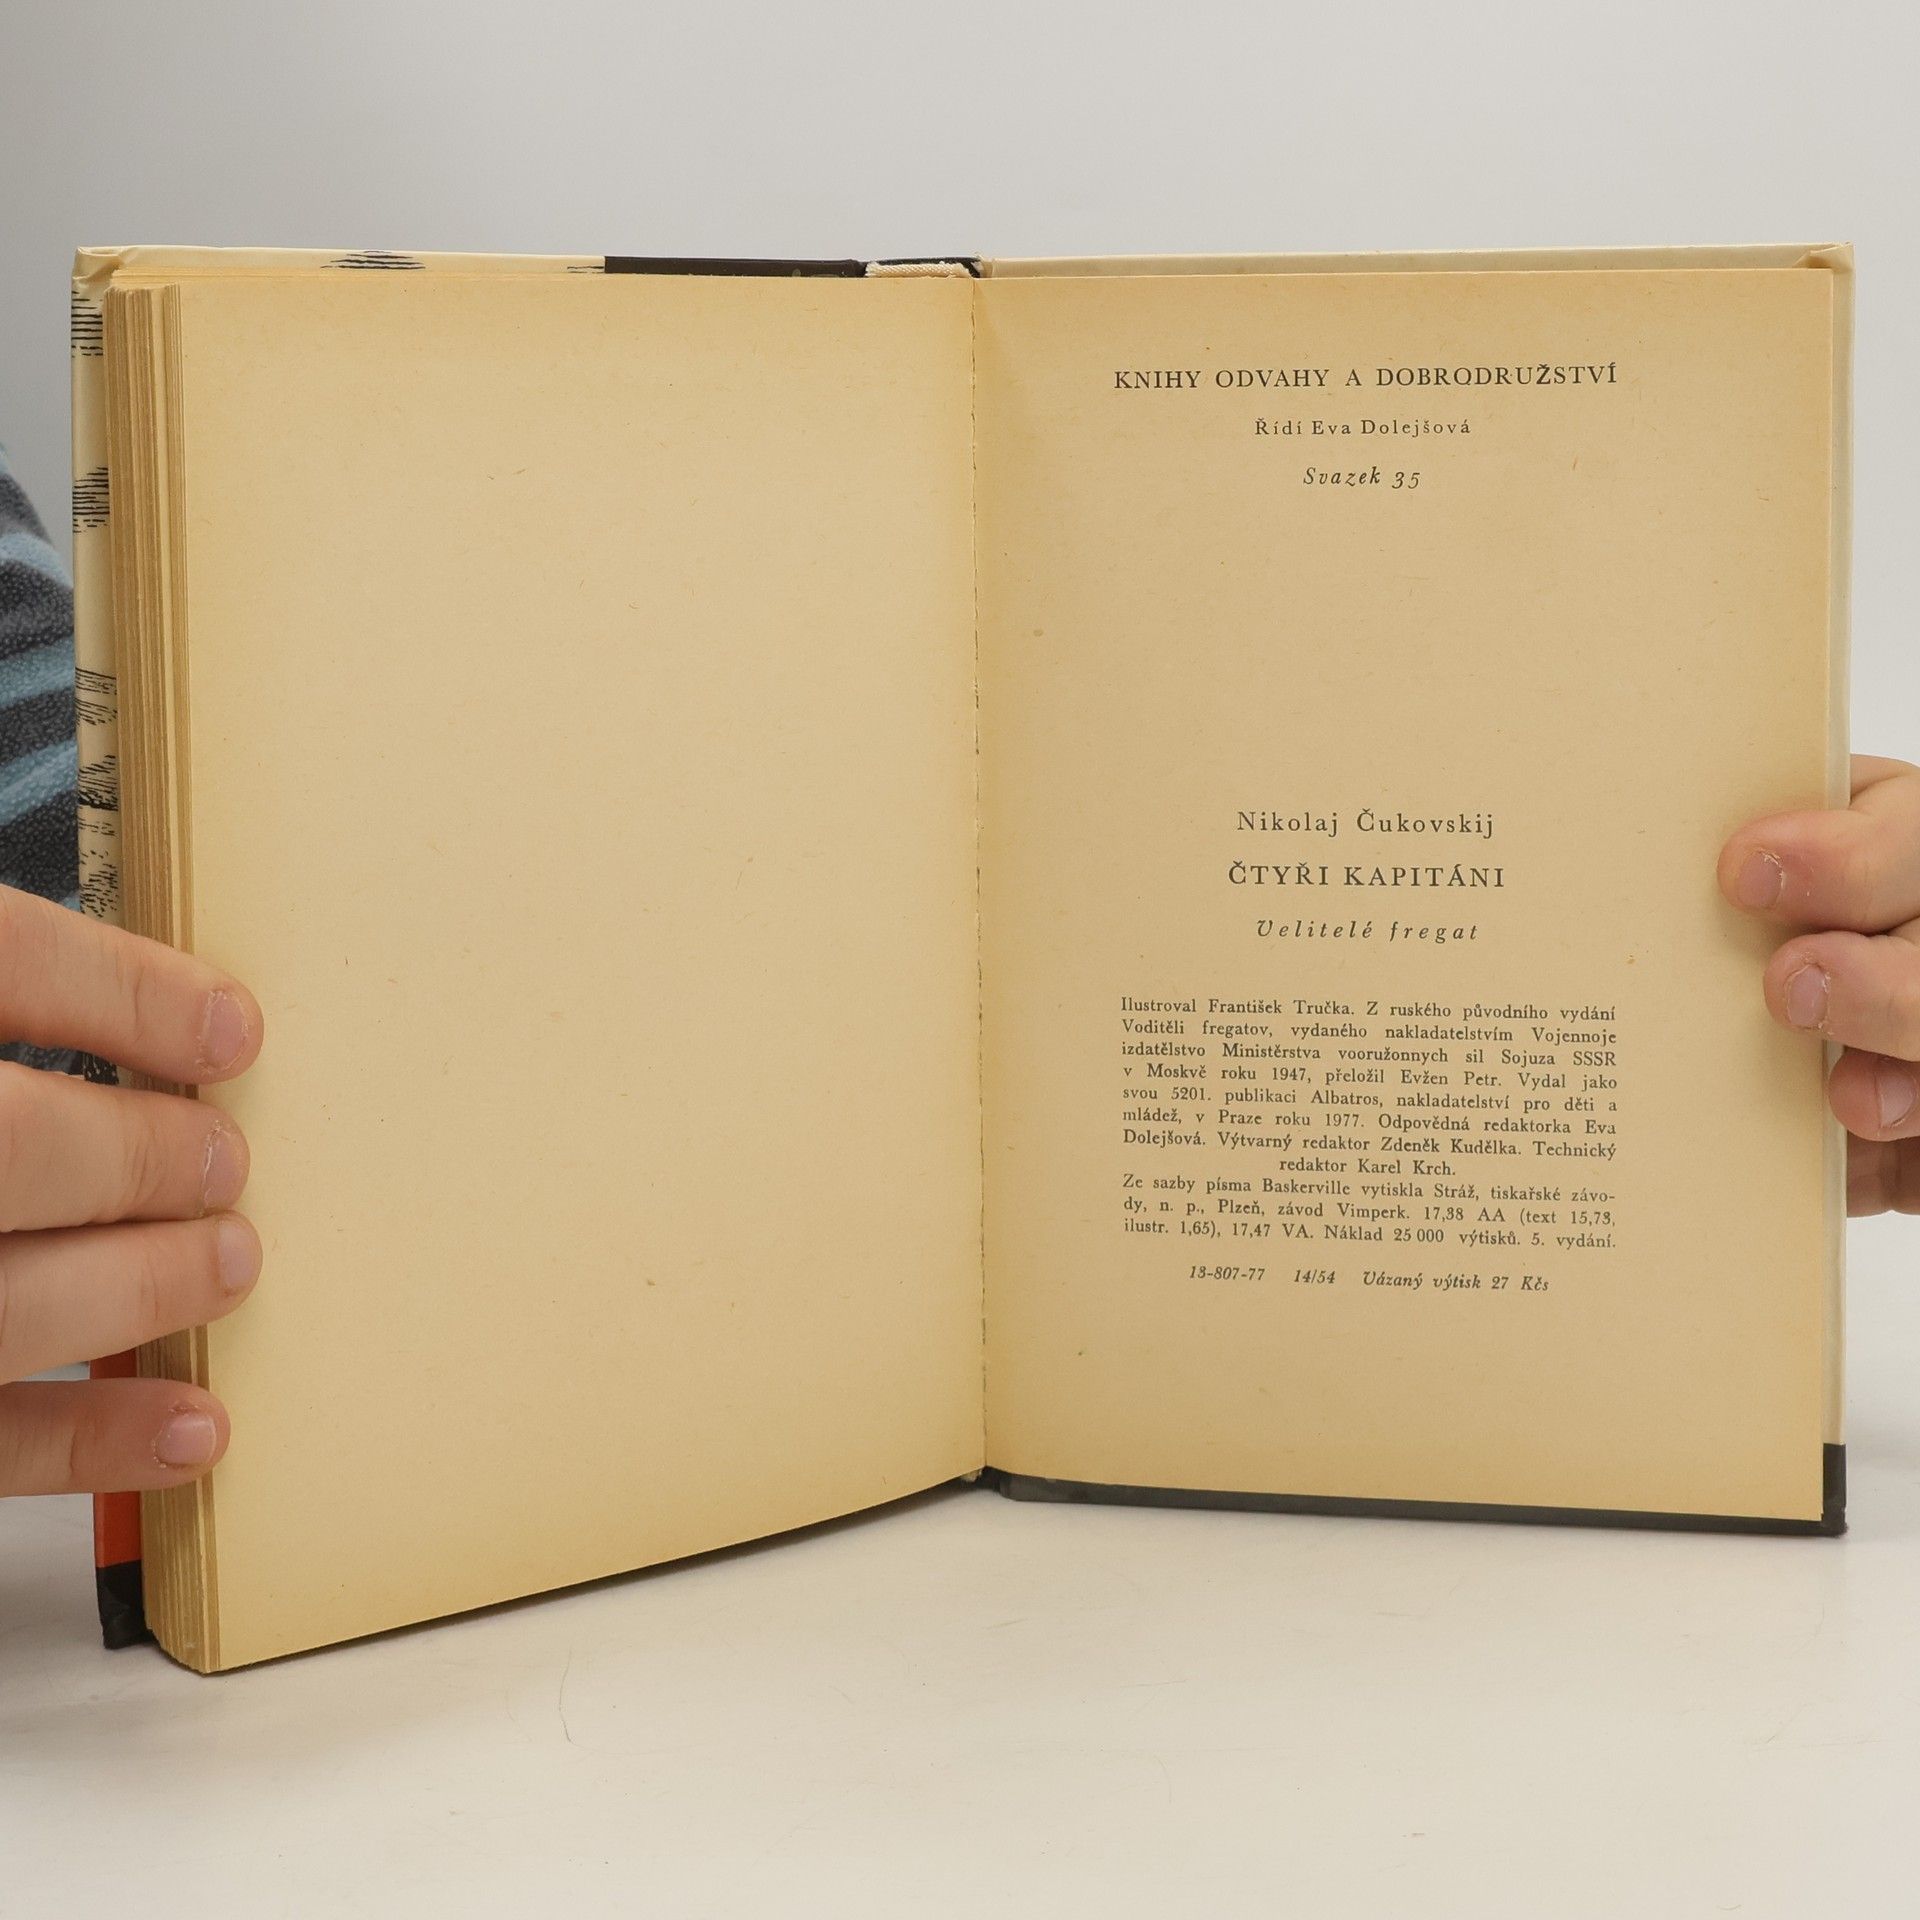 KNIHY ODVAHY A DOBRODRUŽSTVÍ
Řídí Eva Dolejšová
Svazek 35
Nikolaj Čukovskij
ČTYŘI KAPITÁNI
Velitelé fregat
Ilustroval František Tručka. Z ruského původního vydání
Voditěli fregatov, vydaného nakladatelstvím Vojennoje
izdatělstvo Ministěrstva vooružonnych sil Sojuza SSSR
v Moskvě roku 1947, přeložil Evžen Petr. Vydal jako
svou 5201. publikaci Albatros, nakladatelství pro děti a
mládež, v Praze roku 1977. Odpovědná redaktorka Eva
Dolejšová. Výtvarný redaktor Zdeněk Kudělka. Technický
redaktor Karel Krch.
Ze sazby písma Baskerville vytiskla Stráž, tiskařské závo-
dy, n. p., Plzeň, závod Vimperk. 17,38 AA (text 15,73,
ilustr. 1,65), 17,47 VA. Náklad 25 000 výtisků. 5. vydání.
13-807-77 14/54 Vázaný výtisk 27 Kčs